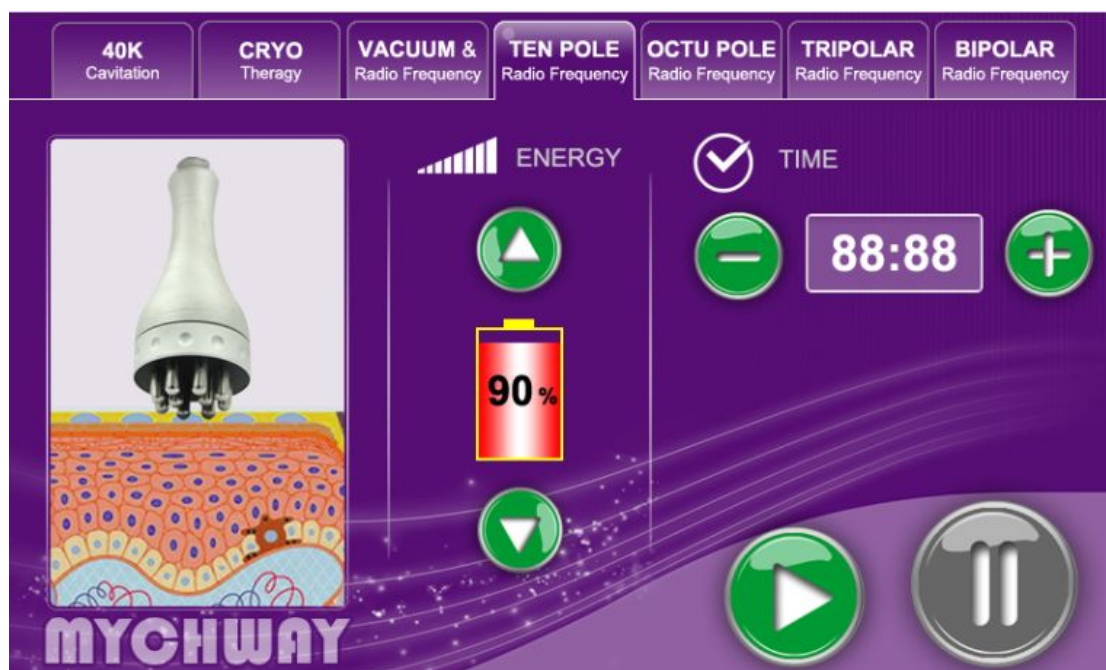 40K
Cavitation
CRYO
Theragy
VACUUM &
Radio Frequency
TEN POLE
Radio Frequency
OCTU POLE
Radio Frequency
TRIPOLAR
Radio Frequency
BIPOLAR
Radio Frequency
ENERGY
TIME
88:88
90 %
MYCHWAY